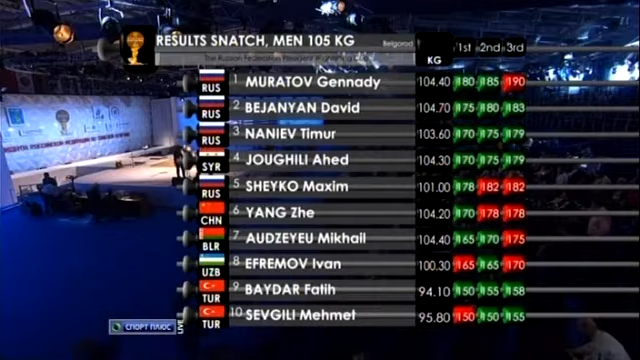 RESULTS SNATCH, MEN 105 KG Belgorod
KG 1st 2nd 3rd
RUS 1 MURATOV Gennady 104.40 180 185 190
RUS 2 BEJANYAN David 104.70 175 180 183
RUS 3 NANIEV Timur 103.60 170 175 179
SYR 4 JOUGHILI Ahed 104.30 170 175 179
RUS 5 SHEYKO Maxim 101.00 178 182 182
CHN 6 YANG Zhe 104.20 170 178 178
BLR 7 AUDZEYEU Mikhail 104.40 165 170 175
UZB 8 EFREMOV Ivan 100.30 165 165 170
TUR 9 BAYDAR Fatih 94.10 150 155 158
TUR 10 SEVGILI Mehmet 95.80 150 150 155
СПОРТ ПЛЮС LIVE